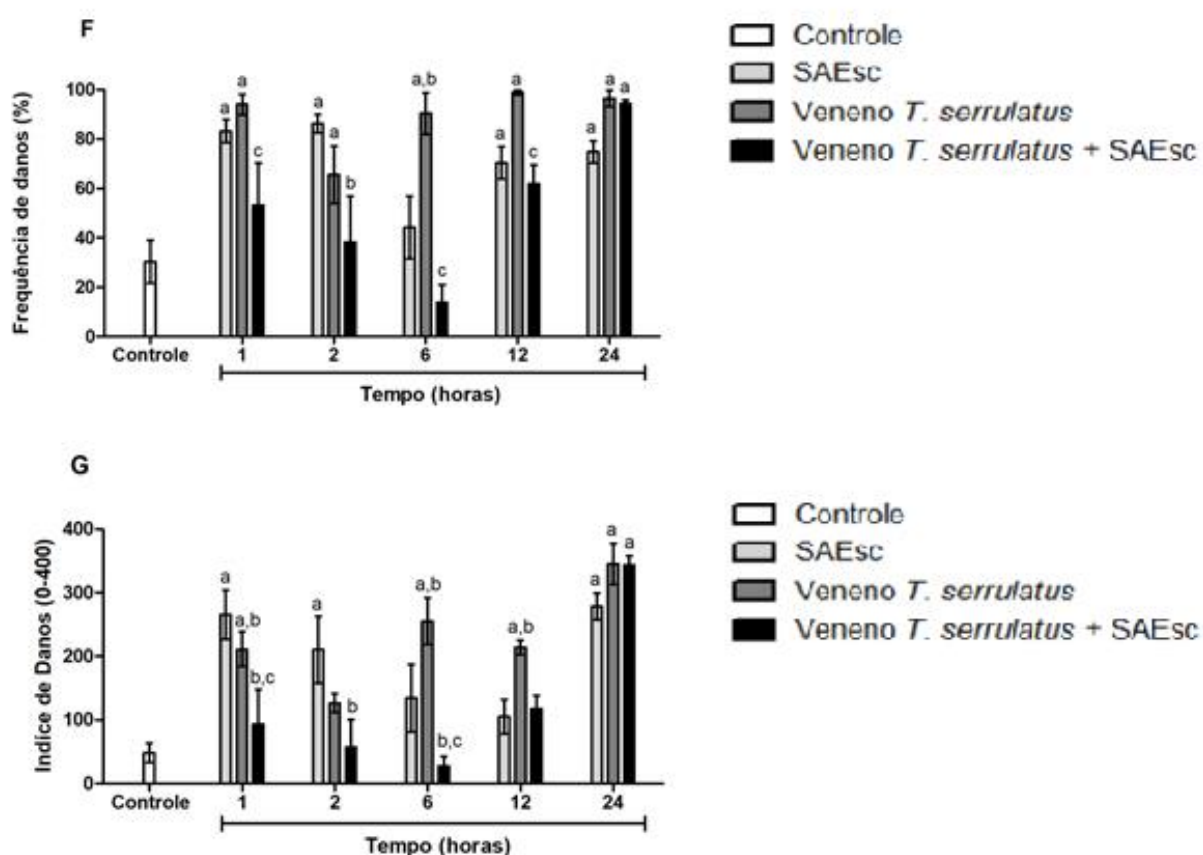 F
Frequência de danos (%)
100
80
60
40
20
0
a
a
c
a
a
b
a,b
c
a
a
c
a
a
a
Controle
1
2
6
12
24
Tempo (horas)
Controle
SAEsc
Veneno T. serrulatus
Veneno T. serrulatus + SAEsc
G
Indíce de Danos (0-400)
400
300
200
100
0
a
a,b
b,c
a
b
a,b
b,c
a,b
a
a
a
Controle
1
2
6
12
24
Tempo (horas)
Controle
SAEsc
Veneno T. serrulatus
Veneno T. serrulatus + SAEsc